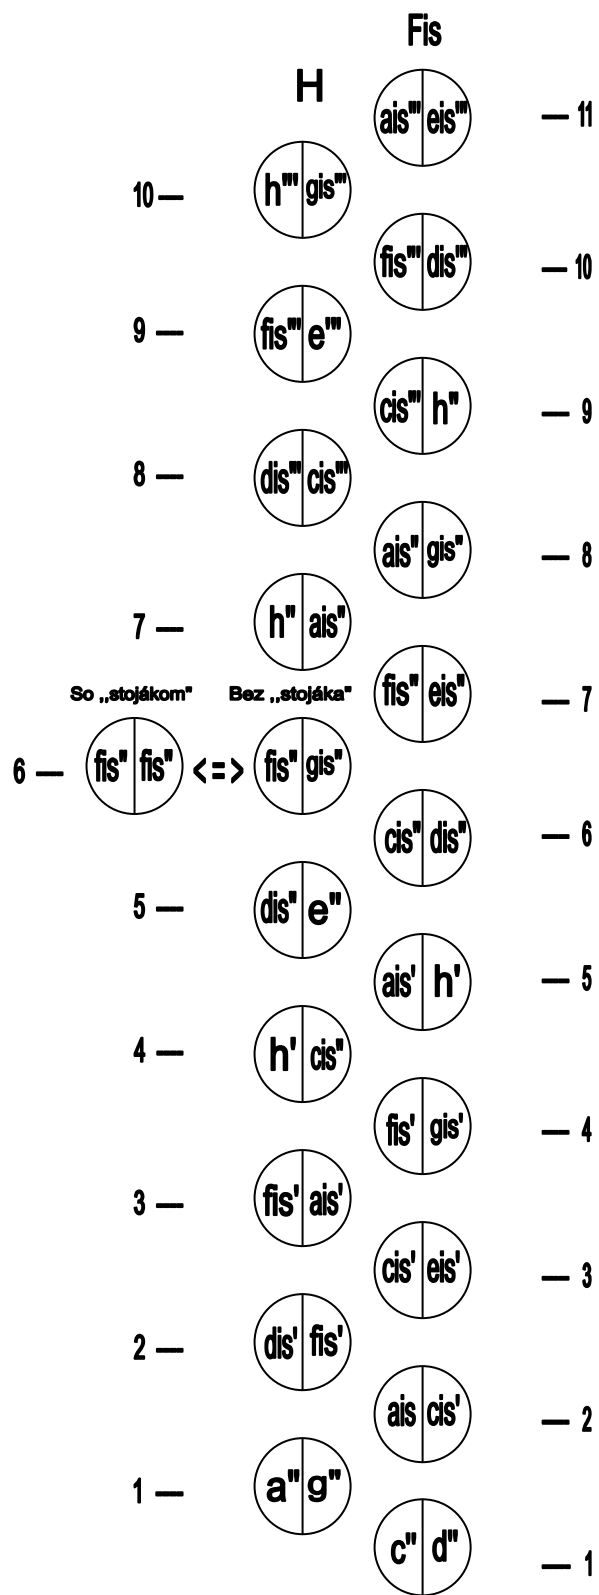 Fis
H
ais''' eis''' — 11
10 — h''' gis'''
fis''' dis''' — 10
9 — fis''' e'''
cis''' h'' — 9
8 — dis''' cis'''
ais'' gis'' — 8
7 — h'' ais''
So ,,stojákom" Bez ,,stojáka"
fis'' eis'' — 7
6 — fis'' fis'' <=> fis'' gis''
cis'' dis'' — 6
5 — dis'' e''
ais' h' — 5
4 — h' cis''
fis' gis' — 4
3 — fis' ais'
cis' eis' — 3
2 — dis' fis'
ais cis' — 2
1 — a'' g''
c'' d'' — 1